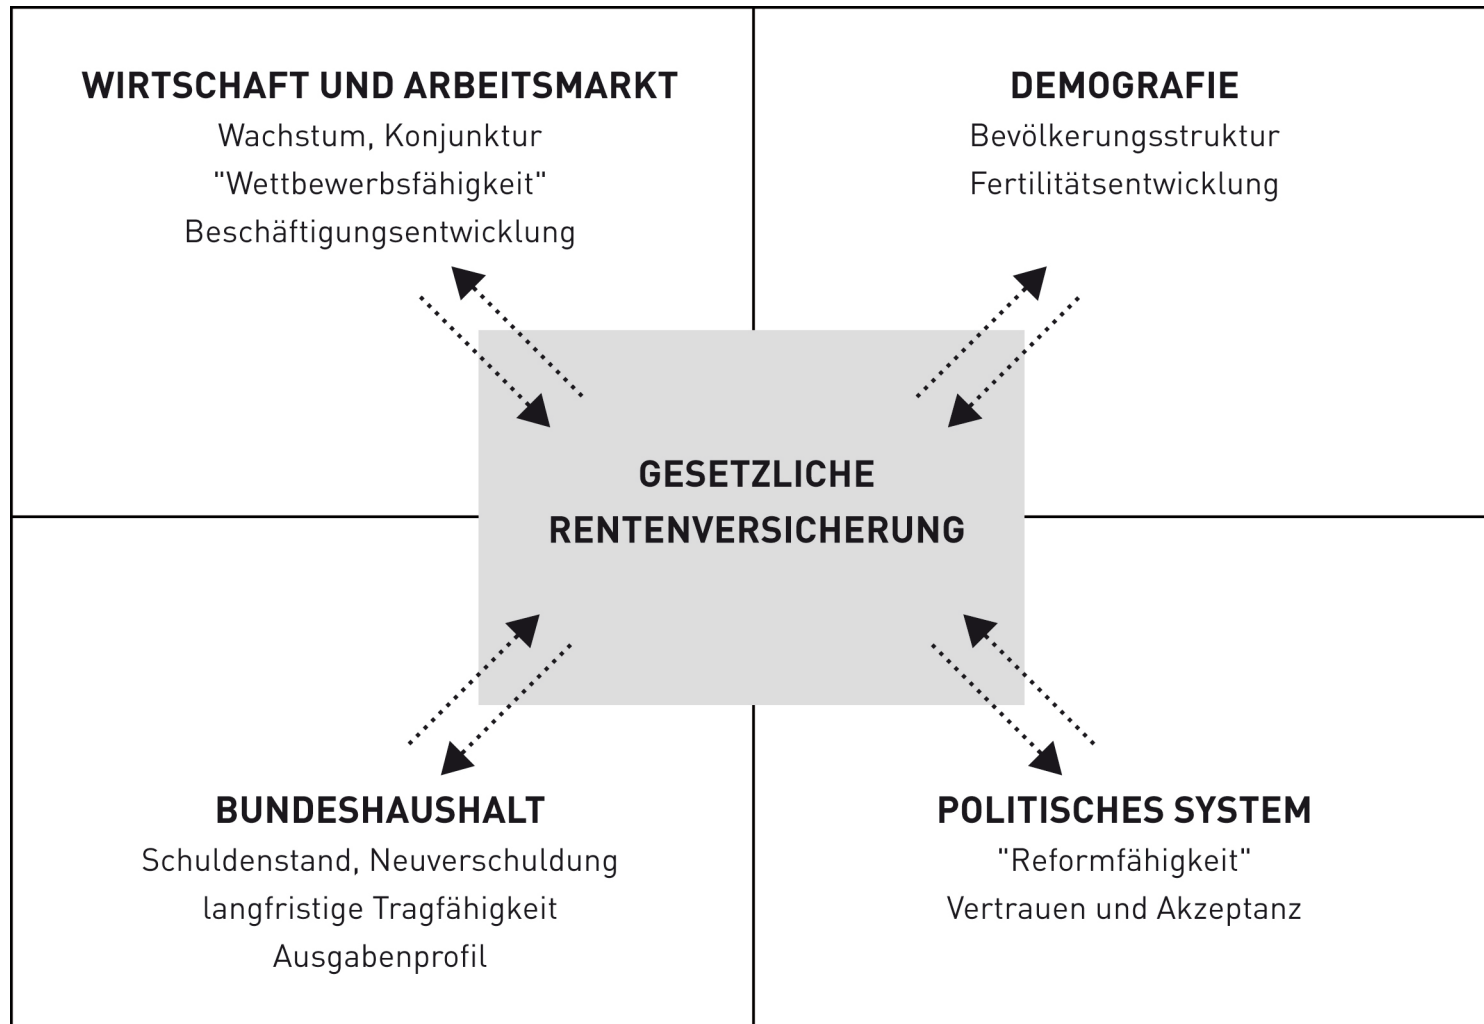 WIRTSCHAFT UND ARBEITSMARKT
Wachstum, Konjunktur
"Wettbewerbsfähigkeit"
Beschäftigungsentwicklung
DEMOGRAFIE
Bevölkerungsstruktur
Fertilitätsentwicklung
GESETZLICHE
RENTENVERSICHERUNG
BUNDESHAUSHALT
Schuldenstand, Neuverschuldung
langfristige Tragfähigkeit
Ausgabenprofil
POLITISCHES SYSTEM
"Reformfähigkeit"
Vertrauen und Akzeptanz